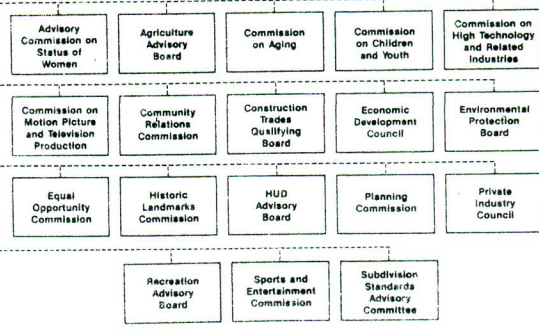 Advisory
Commission on
Status of
Women
Agriculture
Advisory
Board
Commission
on Aging
Commission
on Children
and Youth
Commission on
High Technology
and Related
Industries
Commission on
Motion Picture
and Television
Production
Community
Relations
Commission
Construction
Trades
Qualifying
Board
Economic
Development
Council
Environmental
Protection
Board
Equal
Opportunity
Commission
Historic
Landmarks
Commission
HUD
Advisory
Board
Planning
Commission
Private
Industry
Council
Recreation
Advisory
Board
Sports and
Entertainment
Commission
Subdivision
Standards
Advisory
Committee